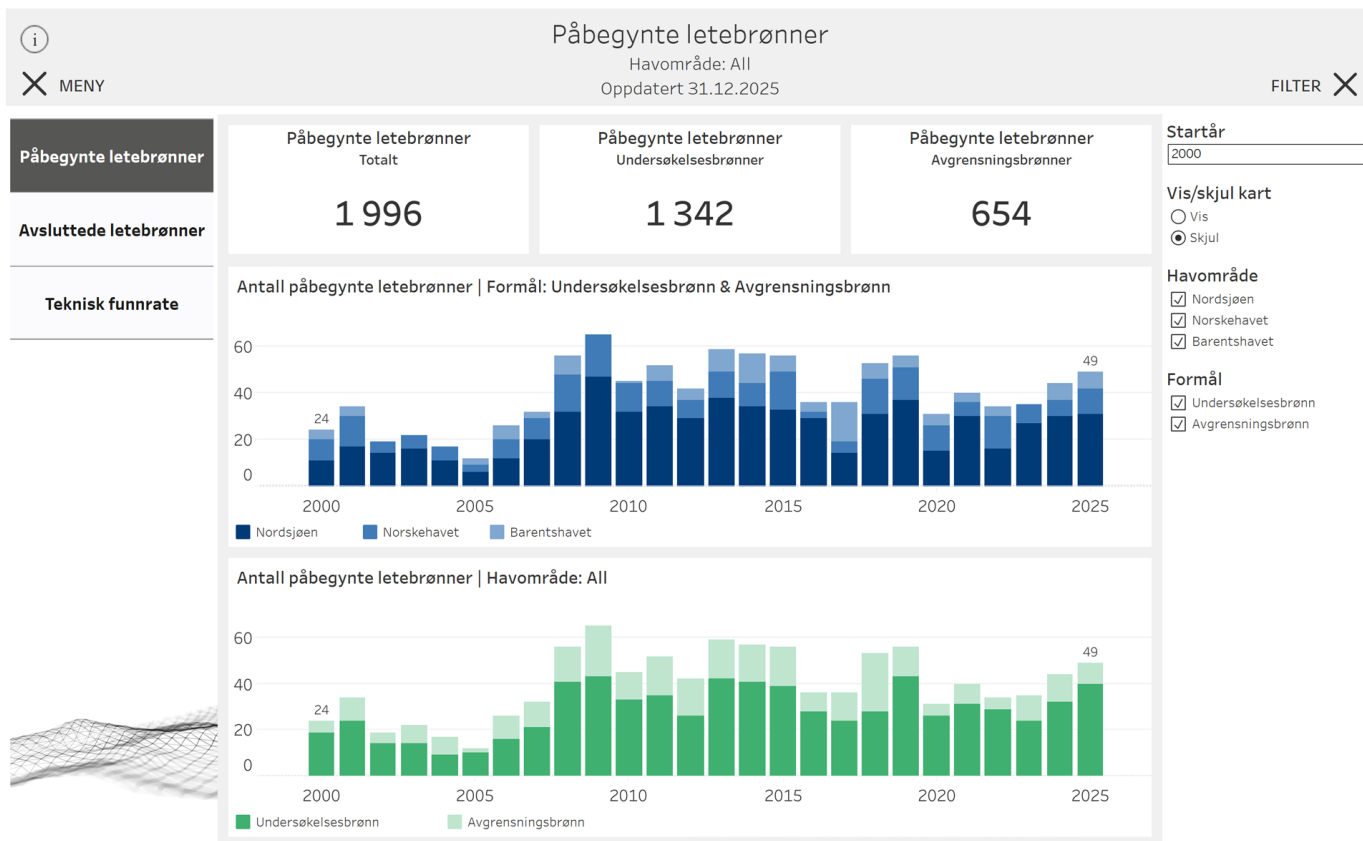 i
Påbegynte letebrønner
Havområde: All
Oppdatert 31.12.2025
MENY
FILTER
Påbegynte letebrønner
Avsluttede letebrønner
Teknisk funnrate
Påbegynte letebrønner
Totalt
1 996
Påbegynte letebrønner
Undersøkelsesbrønner
1 342
Påbegynte letebrønner
Avgrensningsbrønner
654
Antall påbegynte letebrønner | Formål: Undersøkelsesbrønn & Avgrensningsbrønn
60
40
20
0
24
49
2000 2005 2010 2015 2020 2025
Nordsjøen Norskehavet Barentshavet
Antall påbegynte letebrønner | Havområde: All
60
40
20
0
24
49
2000 2005 2010 2015 2020 2025
Undersøkelsesbrønn Avgrensningsbrønn
Startår
2000
Vis/skjul kart
Vis
Skjul
Havområde
Nordsjøen
Norskehavet
Barentshavet
Formål
Undersøkelsesbrønn
Avgrensningsbrønn